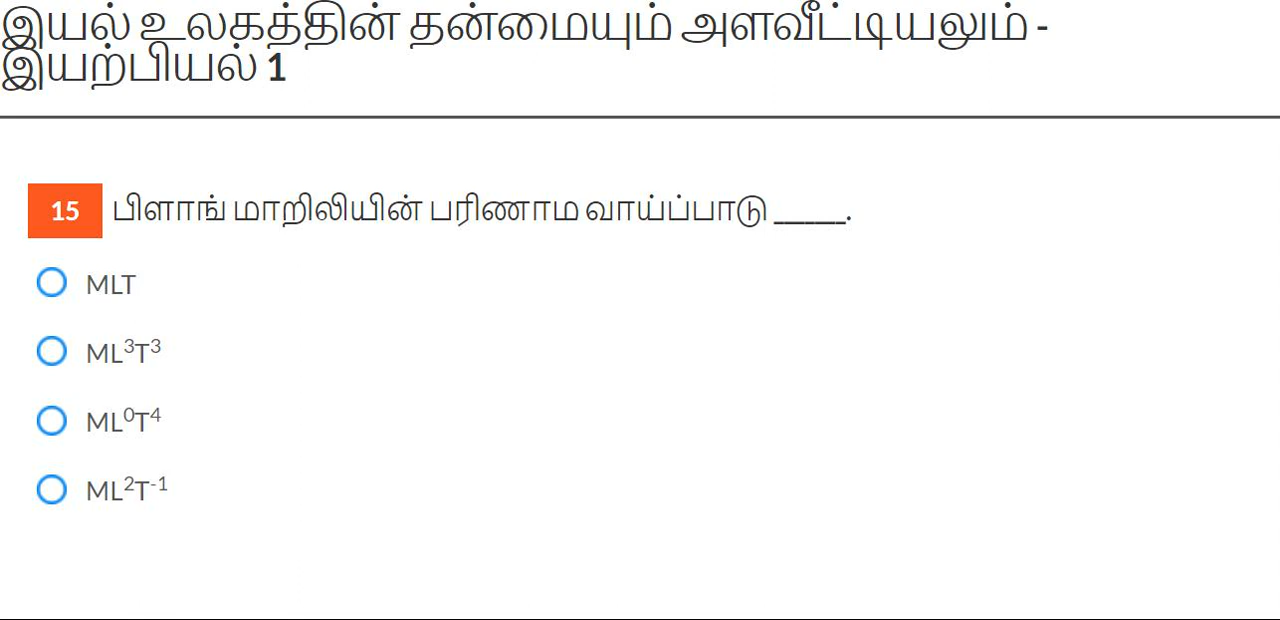 இயல் உலகத்தின் தன்மையும் அளவீட்டியலும் -
இயற்பியல் 1
15 பிளாங் மாறிலியின் பரிணாம வாய்ப்பாடு _____.
MLT
ML³T³
ML⁰T⁴
ML²T⁻¹